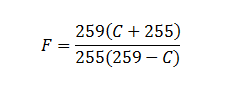 F = 259(C + 255) / 255(259 − C)